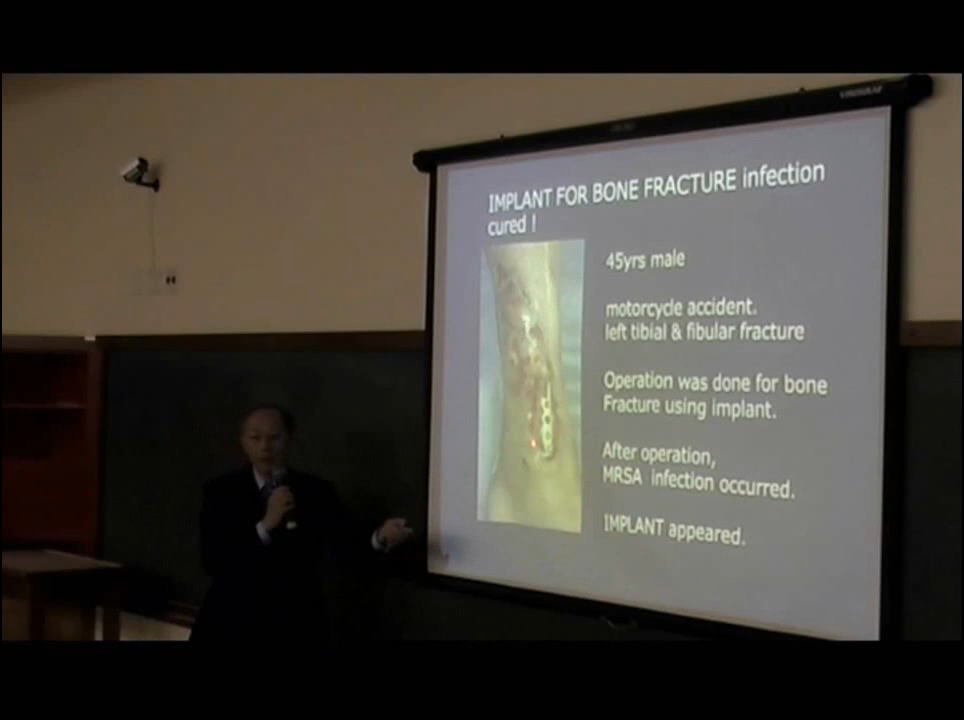 IMPLANT FOR BONE FRACTURE infection
cured !
45yrs male
motorcycle accident.
left tibial & fibular fracture
Operation was done for bone
Fracture using implant.
After operation,
MRSA infection occurred.
IMPLANT appeared.